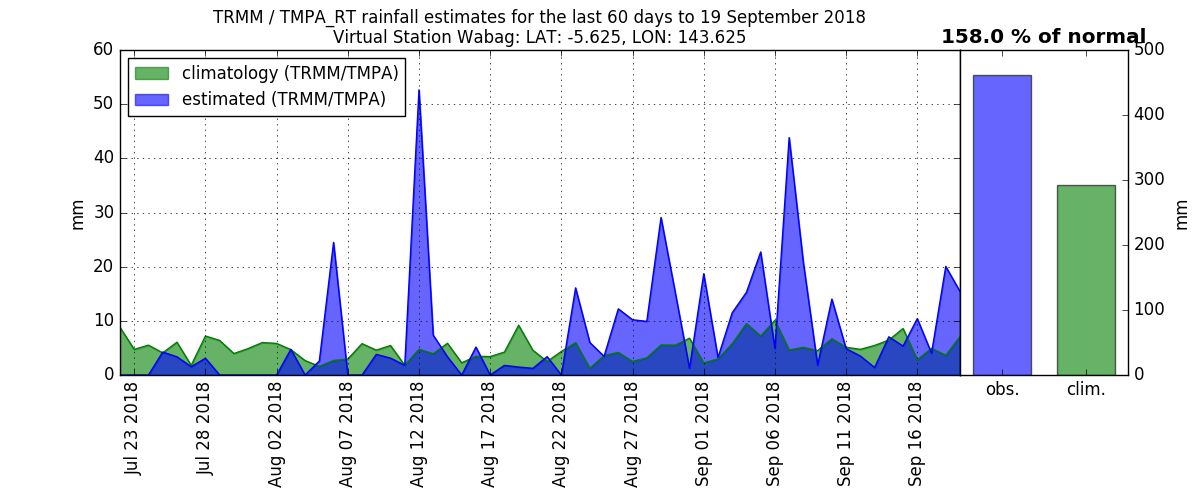 TRMM / TMPA_RT rainfall estimates for the last 60 days to 19 September 2018
Virtual Station Wabag: LAT: -5.625, LON: 143.625
158.0 % of normal
climatology (TRMM/TMPA)
estimated (TRMM/TMPA)
60
50
40
30
20
10
0
mm
Jul 23 2018
Jul 28 2018
Aug 02 2018
Aug 07 2018
Aug 12 2018
Aug 17 2018
Aug 22 2018
Aug 27 2018
Sep 01 2018
Sep 06 2018
Sep 11 2018
Sep 16 2018
500
400
300
200
100
0
mm
obs.
clim.